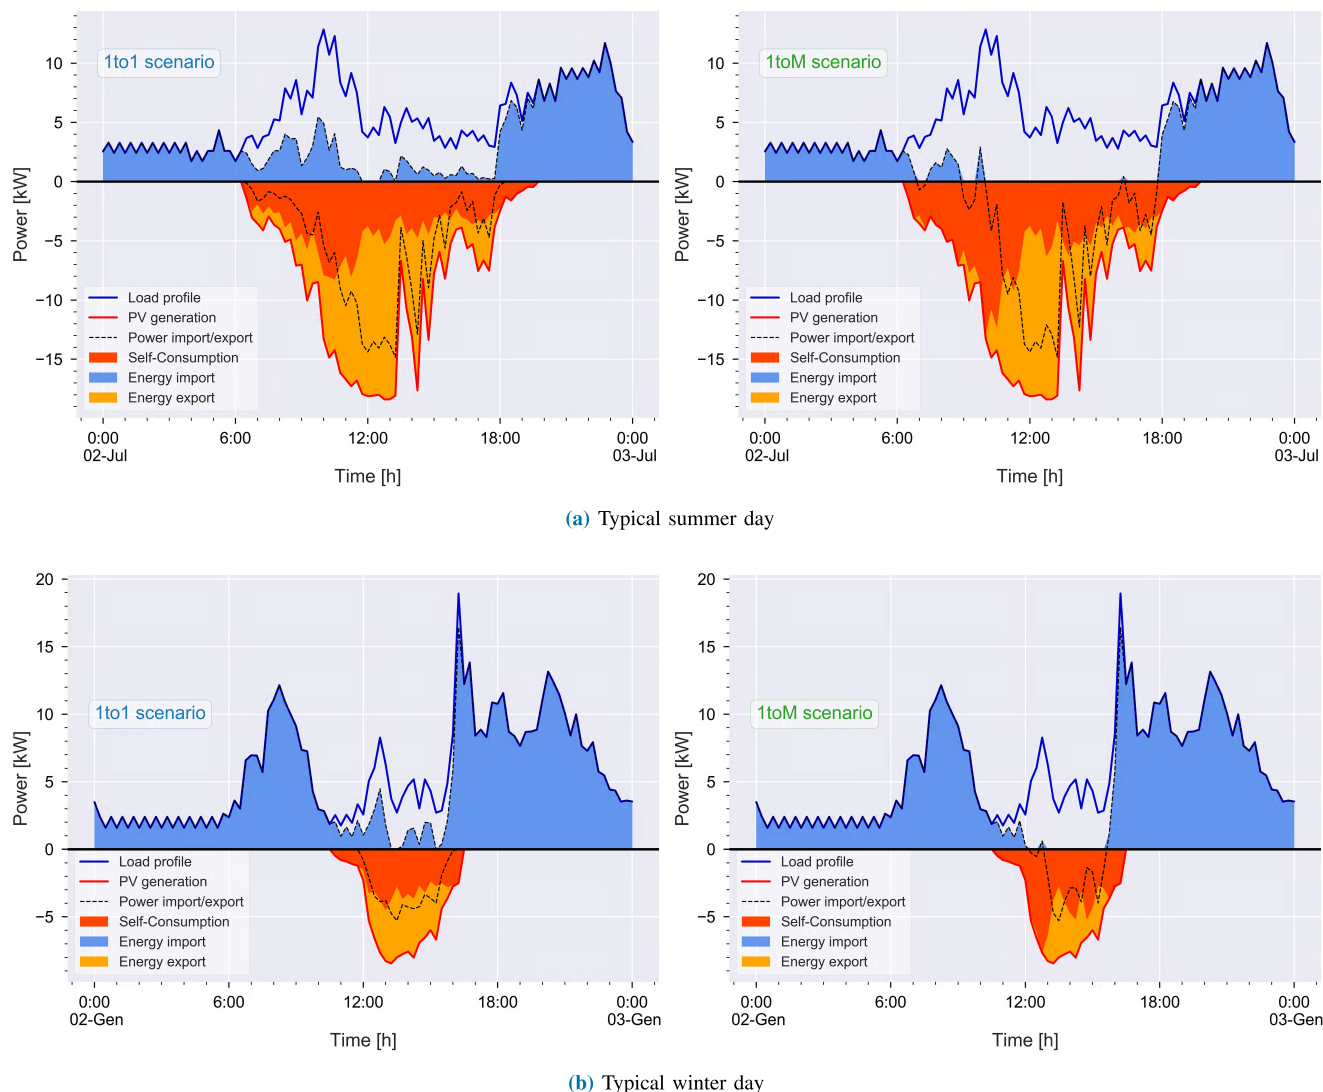 1to1 scenario
Power [kW]
10
5
0
−5
−10
−15
Load profile
PV generation
Power import/export
Self-Consumption
Energy import
Energy export
0:00
02-Jul
6:00
12:00
18:00
0:00
03-Jul
Time [h]
1toM scenario
Power [kW]
10
5
0
−5
−10
−15
Load profile
PV generation
Power import/export
Self-Consumption
Energy import
Energy export
0:00
02-Jul
6:00
12:00
18:00
0:00
03-Jul
Time [h]
(a) Typical summer day
1to1 scenario
Power [kW]
20
15
10
5
0
−5
Load profile
PV generation
Power import/export
Self-Consumption
Energy import
Energy export
0:00
02-Gen
6:00
12:00
18:00
0:00
03-Gen
Time [h]
1toM scenario
Power [kW]
20
15
10
5
0
−5
Load profile
PV generation
Power import/export
Self-Consumption
Energy import
Energy export
0:00
02-Gen
6:00
12:00
18:00
0:00
03-Gen
Time [h]
(b) Typical winter day